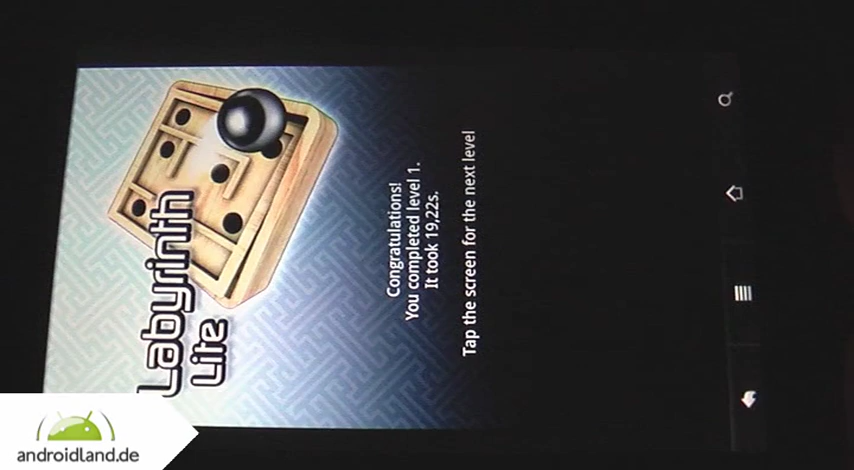 Labyrinth
Lite
Congratulations!
You completed level 1.
It took 19,22s.
Tap the screen for the next level
androidland.de